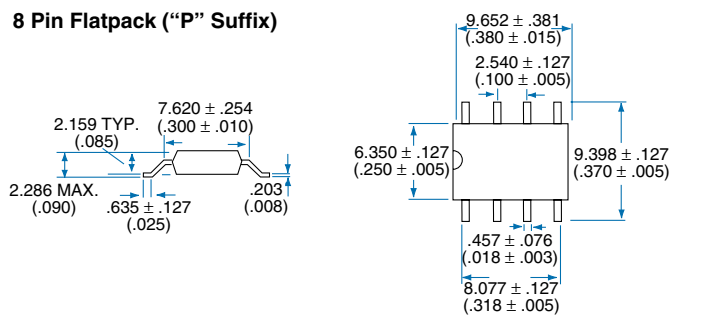 8 Pin Flatpack (“P” Suffix)
9.652 ± .381
(.380 ± .015)
2.540 ± .127
(.100 ± .005)
7.620 ± .254
(.300 ± .010)
2.159 TYP.
(.085)
2.286 MAX.
(.090)
.635 ± .127
(.025)
.203
(.008)
6.350 ± .127
(.250 ± .005)
9.398 ± .127
(.370 ± .005)
.457 ± .076
(.018 ± .003)
8.077 ± .127
(.318 ± .005)